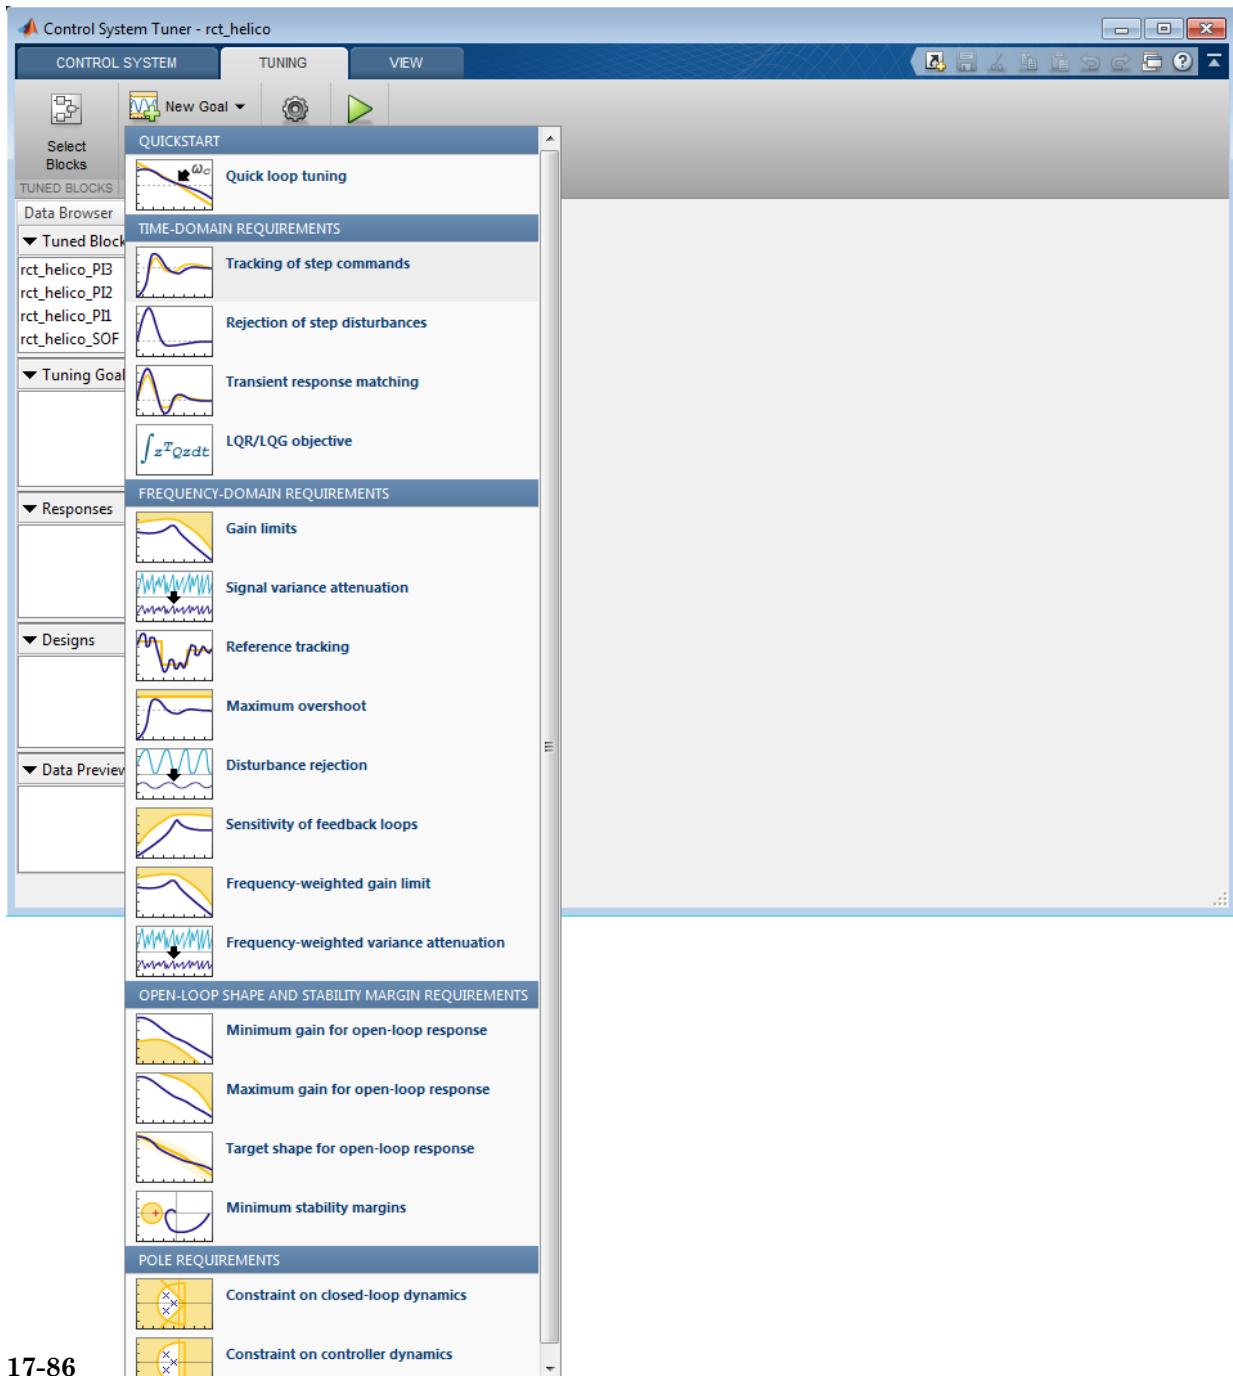 Control System Tuner - rct_helico
CONTROL SYSTEM
TUNING
VIEW
New Goal
Select
Blocks
TUNED BLOCKS
Data Browser
Tuned Block
rct_helico_PI3
rct_helico_PI2
rct_helico_PI1
rct_helico_SOF
Tuning Goal
Responses
Designs
Data Preview
QUICKSTART
ωc
Quick loop tuning
TIME-DOMAIN REQUIREMENTS
Tracking of step commands
Rejection of step disturbances
Transient response matching
∫zᵀQzdt
LQR/LQG objective
FREQUENCY-DOMAIN REQUIREMENTS
Gain limits
Signal variance attenuation
Reference tracking
Maximum overshoot
Disturbance rejection
Sensitivity of feedback loops
Frequency-weighted gain limit
Frequency-weighted variance attenuation
OPEN-LOOP SHAPE AND STABILITY MARGIN REQUIREMENTS
Minimum gain for open-loop response
Maximum gain for open-loop response
Target shape for open-loop response
Minimum stability margins
POLE REQUIREMENTS
Constraint on closed-loop dynamics
Constraint on controller dynamics
17-86